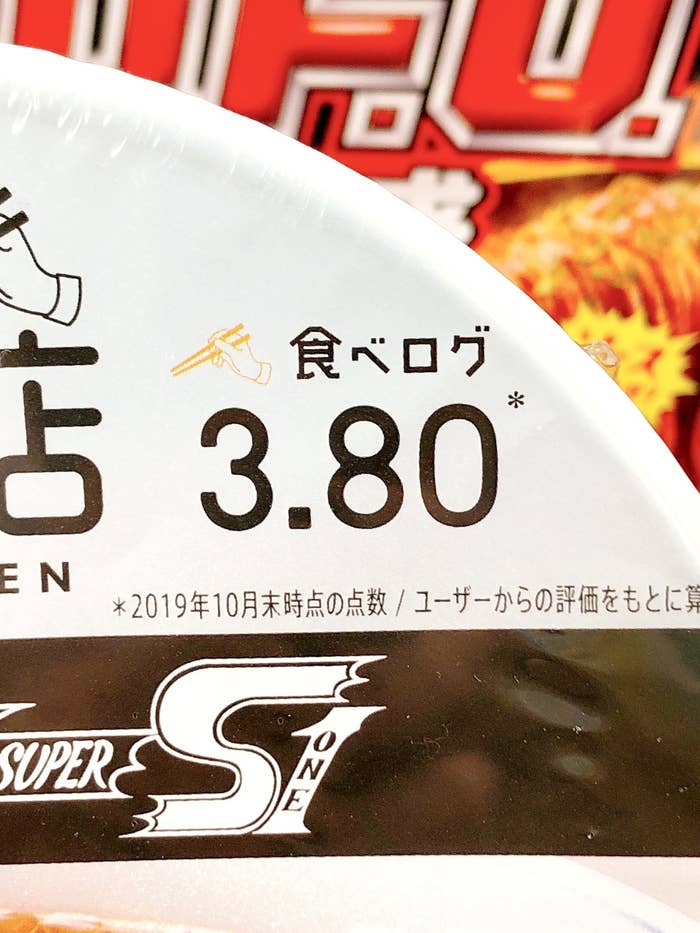 U.F.O.
食べログ
店 3.80*
EN
*2019年10月末時点の点数 / ユーザーからの評価をもとに算
SUPER S1 ONE